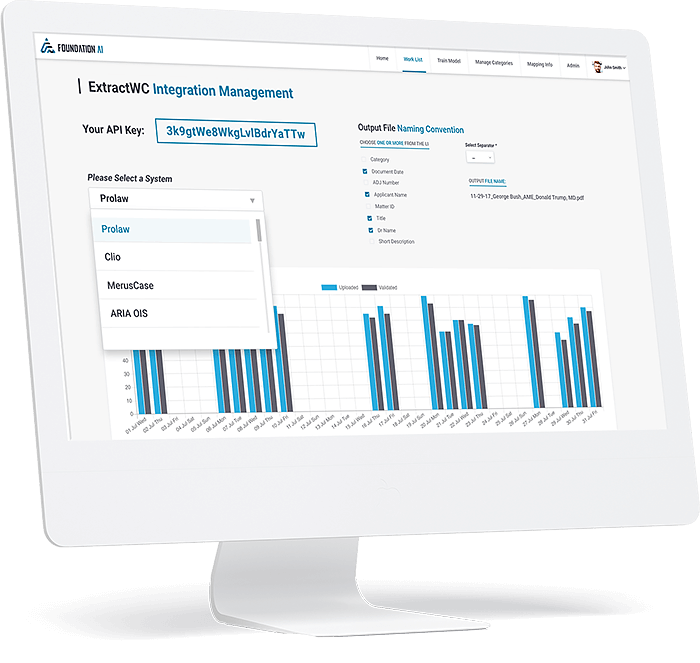 FOUNDATION AI
Home
Work List
Train Model
Manage Categories
Mapping Info
Admin
John Smith
ExtractWC Integration Management
Your API Key:
3k9gtWe8WkgLvlBdrYaTTw
Please Select a System
Prolaw
Prolaw
Clio
MerusCase
ARIA OIS
Output File Naming Convention
CHOOSE ONE OR MORE FROM THE UI
Category
Document Date
ADJ Number
Applicant Name
Matter ID
Title
Dr Name
Short Description
Select Separator *
_
OUTPUT FILE NAME:
11-29-17_George Bush_AME_Donald Trump, MD.pdf
Uploaded
Validated
40
30
20
10
0
01 Jul Wed
02 Jul Thu
03 Jul Fri
04 Jul Sat
05 Jul Sun
06 Jul Mon
07 Jul Tue
08 Jul Wed
09 Jul Thu
10 Jul Fri
11 Jul Sat
12 Jul Sun
13 Jul Mon
14 Jul Tue
15 Jul Wed
16 Jul Thu
17 Jul Fri
18 Jul Sat
19 Jul Sun
20 Jul Mon
21 Jul Tue
22 Jul Wed
23 Jul Thu
24 Jul Fri
25 Jul Sat
26 Jul Sun
27 Jul Mon
28 Jul Tue
29 Jul Wed
30 Jul Thu
31 Jul Fri